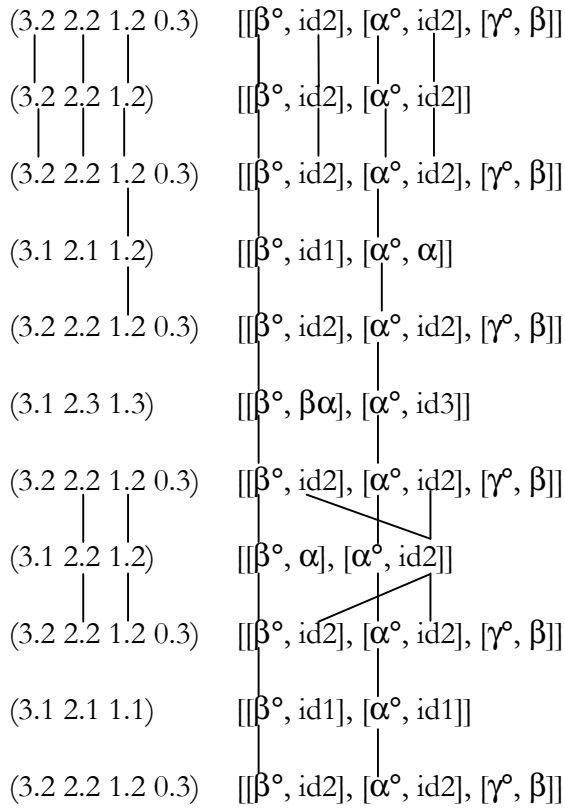 (3.2 2.2 1.2 0.3) [[β°, id2], [α°, id2], [γ°, β]]
(3.2 2.2 1.2) [[β°, id2], [α°, id2]]
(3.2 2.2 1.2 0.3) [[β°, id2], [α°, id2], [γ°, β]]
(3.1 2.1 1.2) [[β°, id1], [α°, α]]
(3.2 2.2 1.2 0.3) [[β°, id2], [α°, id2], [γ°, β]]
(3.1 2.3 1.3) [[β°, βα], [α°, id3]]
(3.2 2.2 1.2 0.3) [[β°, id2], [α°, id2], [γ°, β]]
(3.1 2.2 1.2) [[β°, α], [α°, id2]]
(3.2 2.2 1.2 0.3) [[β°, id2], [α°, id2], [γ°, β]]
(3.1 2.1 1.1) [[β°, id1], [α°, id1]]
(3.2 2.2 1.2 0.3) [[β°, id2], [α°, id2], [γ°, β]]